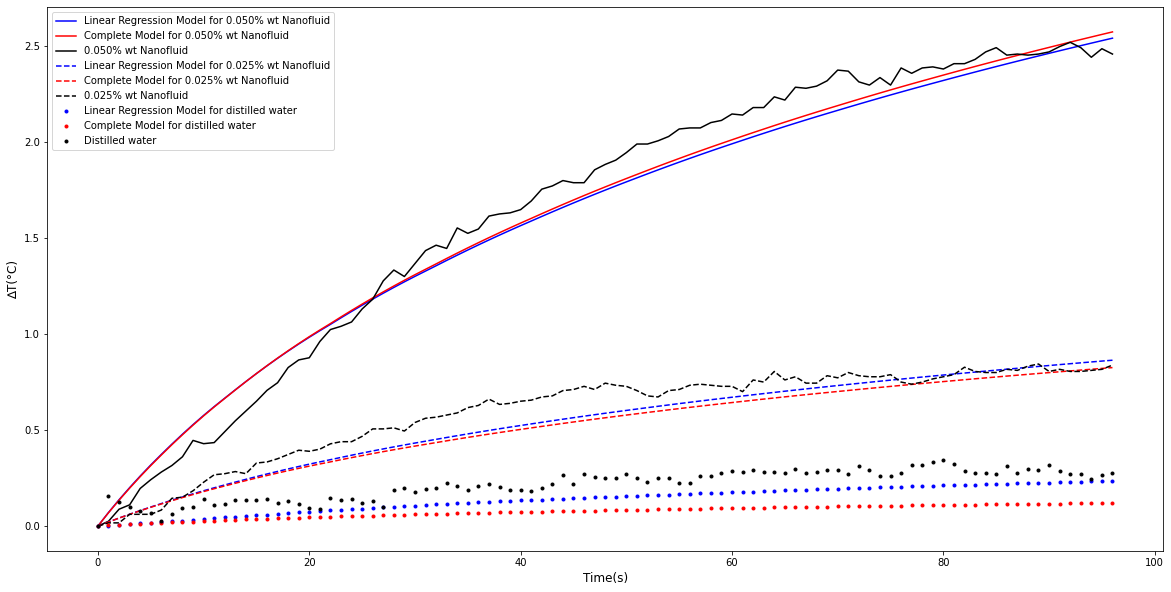 Linear Regression Model for 0.050% wt Nanofluid
Complete Model for 0.050% wt Nanofluid
0.050% wt Nanofluid
Linear Regression Model for 0.025% wt Nanofluid
Complete Model for 0.025% wt Nanofluid
0.025% wt Nanofluid
Linear Regression Model for distilled water
Complete Model for distilled water
Distilled water
2.5
2.0
1.5
1.0
0.5
0.0
ΔT(°C)
0 20 40 60 80 100
Time(s)